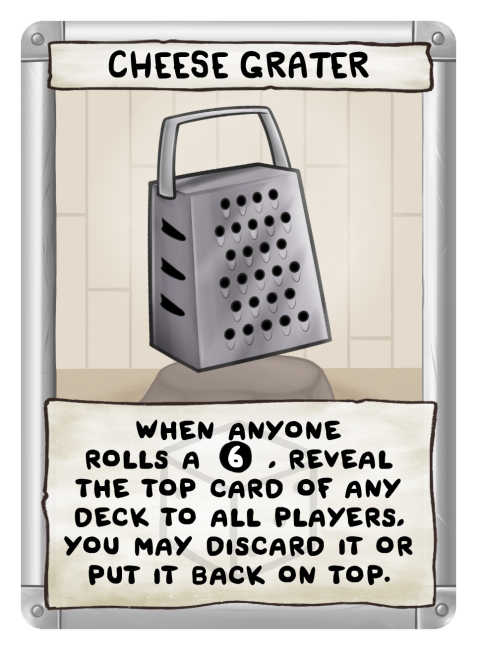 CHEESE GRATER
WHEN ANYONE
ROLLS A 6 , REVEAL
THE TOP CARD OF ANY
DECK TO ALL PLAYERS.
YOU MAY DISCARD IT OR
PUT IT BACK ON TOP.